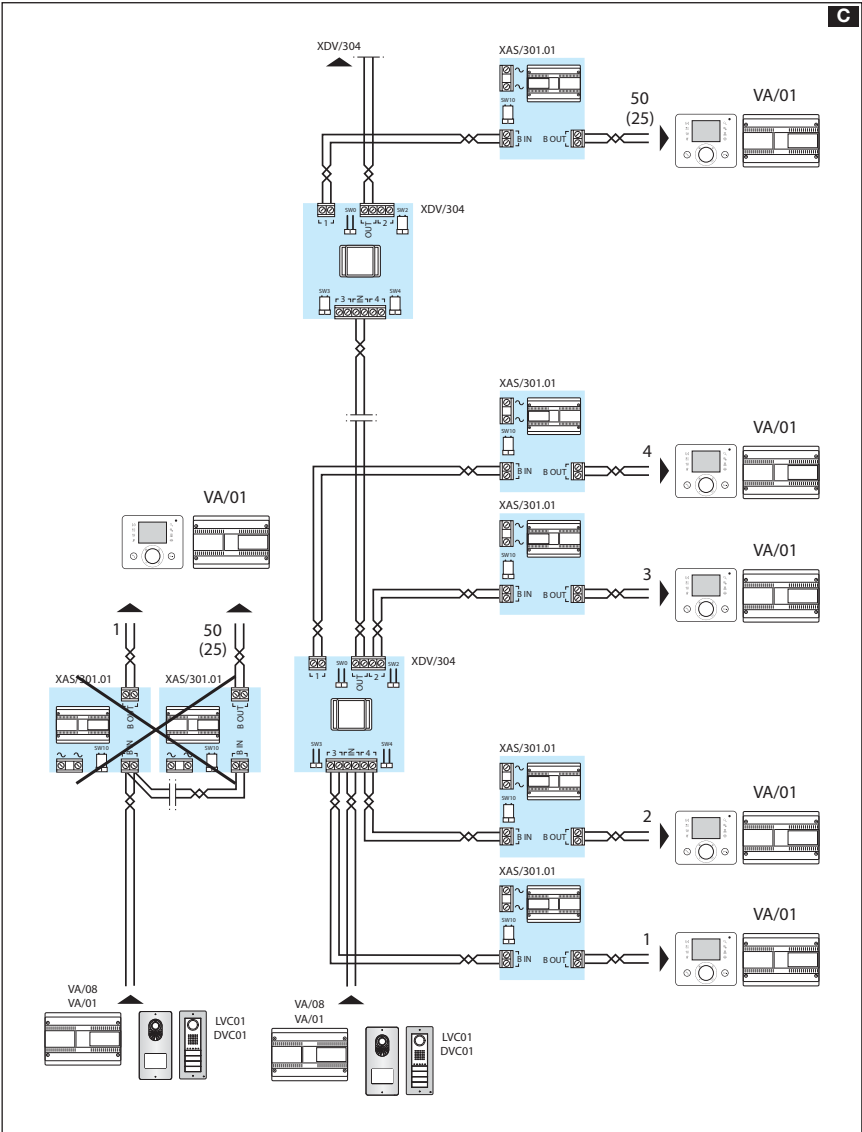 C
XDV/304
XAS/301.01
SW10
B IN
B OUT
50
(25)
VA/01
XDV/304
1
SW0
OUT
2
SW2
SW3
3
IN
4
SW4
XAS/301.01
SW10
B IN
B OUT
4
VA/01
XAS/301.01
SW10
B IN
B OUT
3
VA/01
VA/01
1
50
(25)
XAS/301.01
B OUT
SW10
B IN
XAS/301.01
B OUT
SW10
B IN
XDV/304
1
SW0
OUT
2
SW2
SW3
3
IN
4
SW4
XAS/301.01
SW10
B IN
B OUT
2
VA/01
XAS/301.01
SW10
B IN
B OUT
1
VA/01
VA/08
VA/01
LVC01
DVC01
VA/08
VA/01
LVC01
DVC01